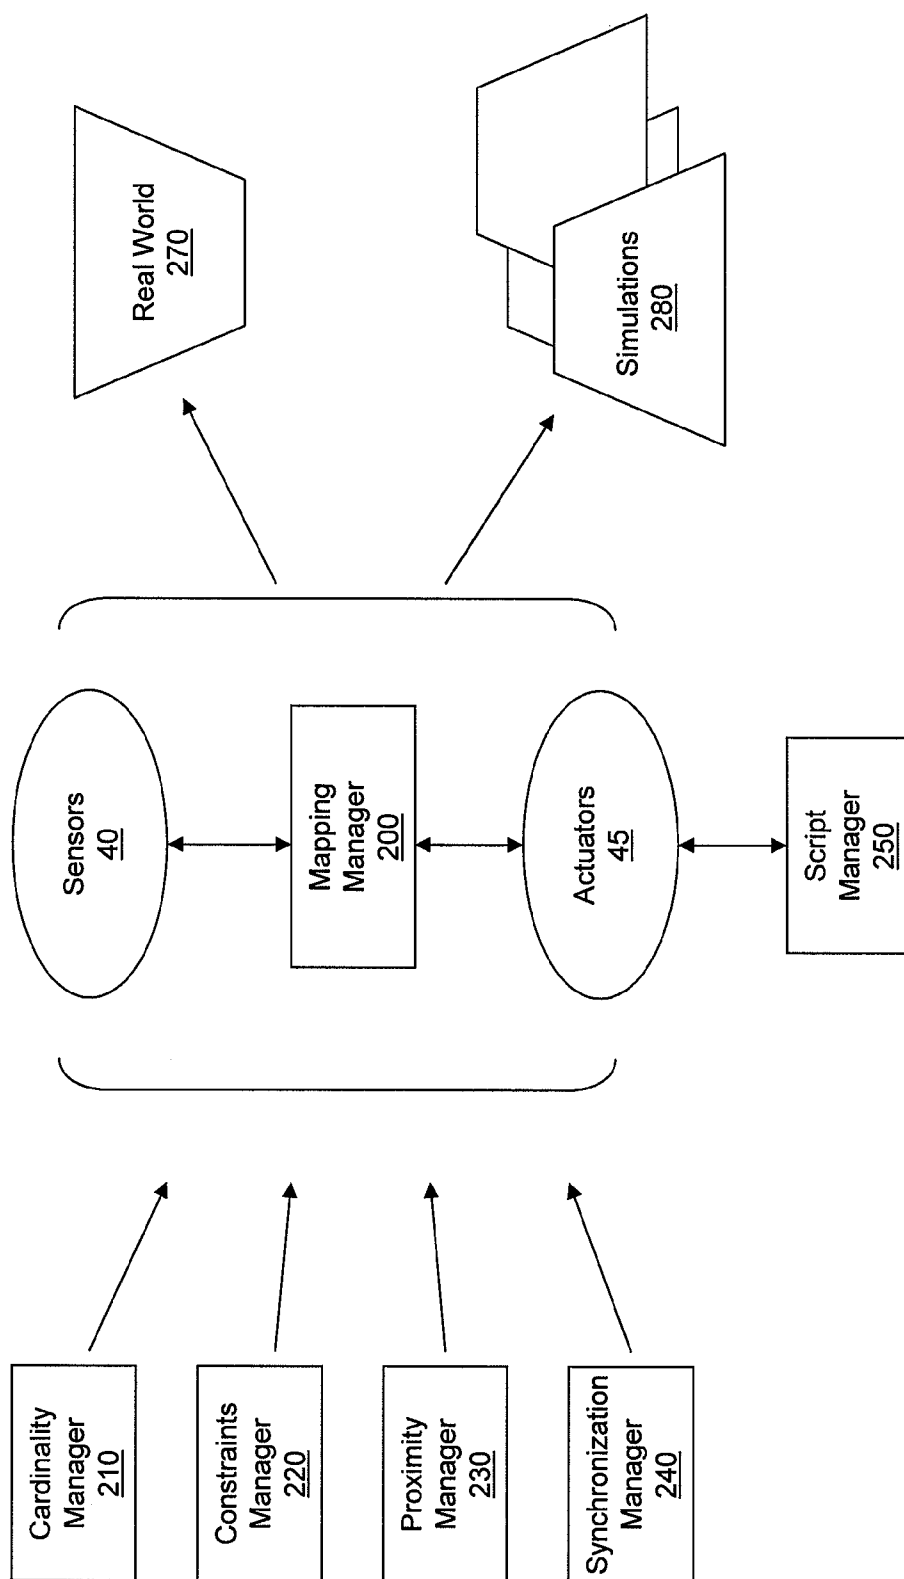 Cardinality
Manager
210
Constraints
Manager
220
Proximity
Manager
230
Synchronization
Manager
240
Sensors
40
Mapping
Manager
200
Actuators
45
Script
Manager
250
Real World
270
Simulations
280